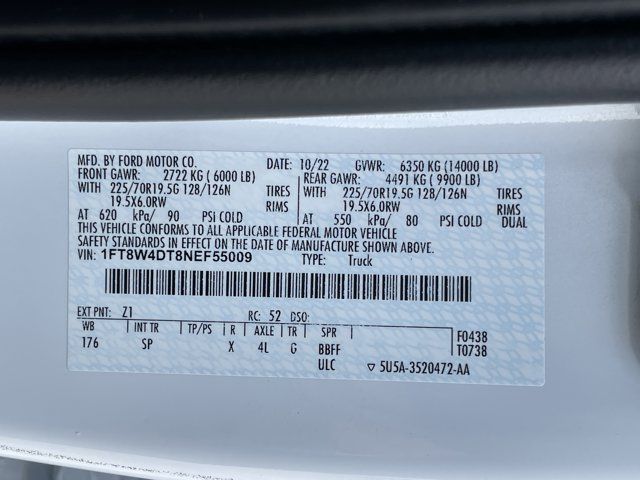 MFD. BY FORD MOTOR CO. DATE: 10/22 GVWR: 6350 KG (14000 LB)
FRONT GAWR: 2722 KG ( 6000 LB) REAR GAWR: 4491 KG ( 9900 LB)
WITH 225/70R19.5G 128/126N TIRES WITH 225/70R19.5G 128/126N TIRES
19.5X6.0RW RIMS 19.5X6.0RW RIMS
AT 620 kPa/ 90 PSI COLD AT 550 kPa/ 80 PSI COLD DUAL
THIS VEHICLE CONFORMS TO ALL APPLICABLE FEDERAL MOTOR VEHICLE
SAFETY STANDARDS IN EFFECT ON THE DATE OF MANUFACTURE SHOWN ABOVE.
VIN: 1FT8W4DT8NEF55009 TYPE: Truck
EXT PNT: Z1 RC: 52 DSO:
WB INT TR TP/PS R AXLE TR SPR F0438
176 SP X 4L G BBFF T0738
ULC 5U5A-3520472-AA